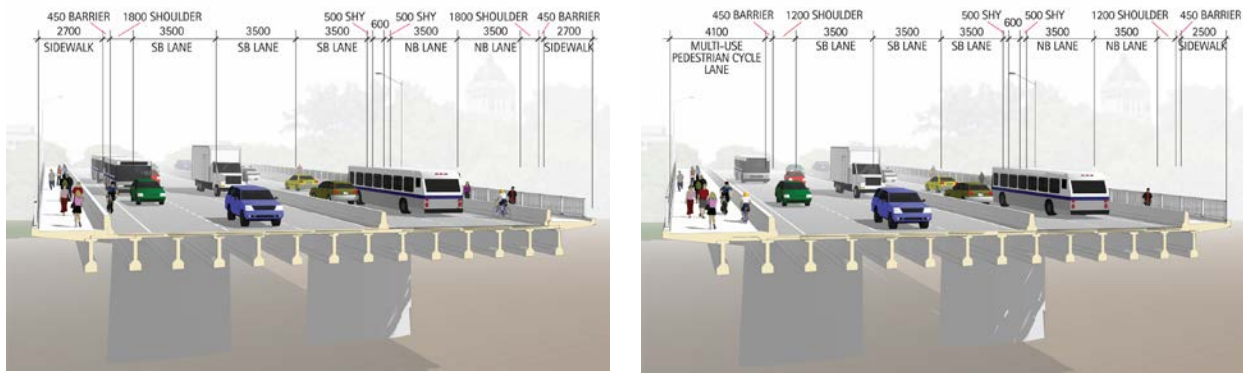 450 BARRIER 1800 SHOULDER 500 SHY 600 500 SHY 1800 SHOULDER 450 BARRIER
2700 3500 3500 3500 3500 3500 2700
SIDEWALK SB LANE SB LANE SB LANE NB LANE NB LANE SIDEWALK
450 BARRIER 1200 SHOULDER 500 SHY 600 500 SHY 1200 SHOULDER 450 BARRIER
4100 3500 3500 3500 3500 3500 2500
MULTI-USE SB LANE SB LANE SB LANE NB LANE NB LANE SIDEWALK
PEDESTRIAN CYCLE
LANE